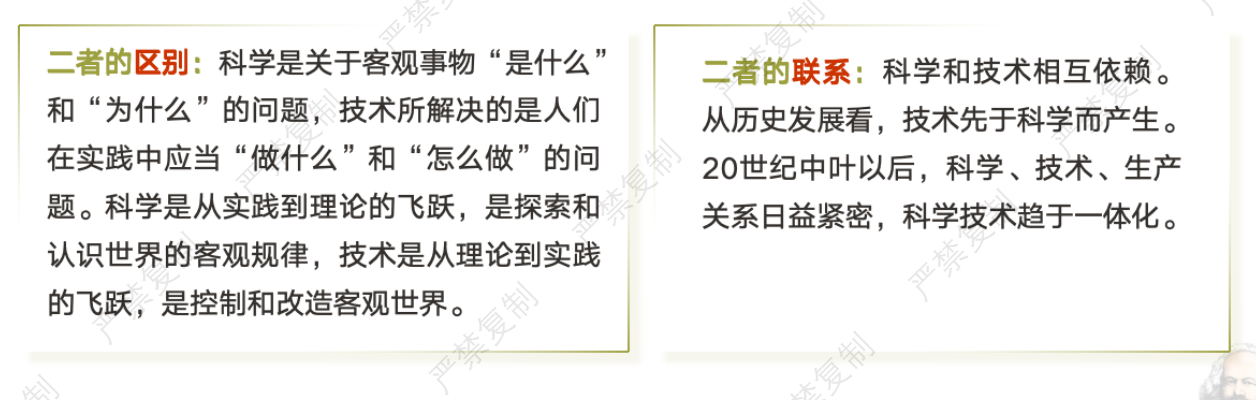 二者的区别：科学是关于客观事物“是什么”
和“为什么”的问题，技术所解决的是人们
在实践中应当“做什么”和“怎么做”的问
题。科学是从实践到理论的飞跃，是探索和
认识世界的客观规律，技术是从理论到实践
的飞跃，是控制和改造客观世界。
二者的联系：科学和技术相互依赖。
从历史发展看，技术先于科学而产生。
20世纪中叶以后，科学、技术、生产
关系日益紧密，科学技术趋于一体化。
严禁复制
严禁复制
严禁复制
严禁复制
严禁复制
严禁复制
严禁复制
严禁复制